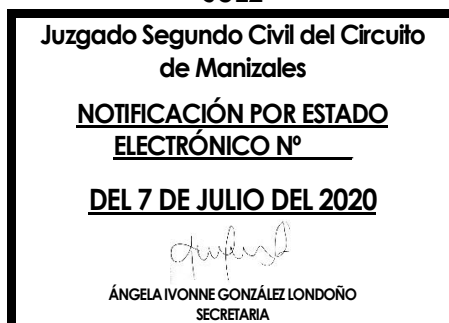 Juzgado Segundo Civil del Circuito
de Manizales
NOTIFICACIÓN POR ESTADO
ELECTRÓNICO Nº
DEL 7 DE JULIO DEL 2020
ÁNGELA IVONNE GONZÁLEZ LONDOÑO
SECRETARIA